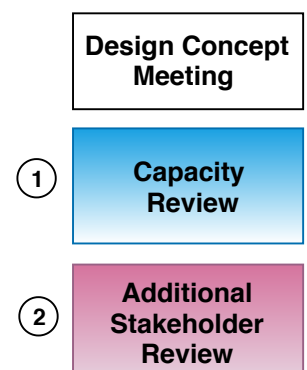 Design Concept
Meeting
1
Capacity
Review
2
Additional
Stakeholder
Review